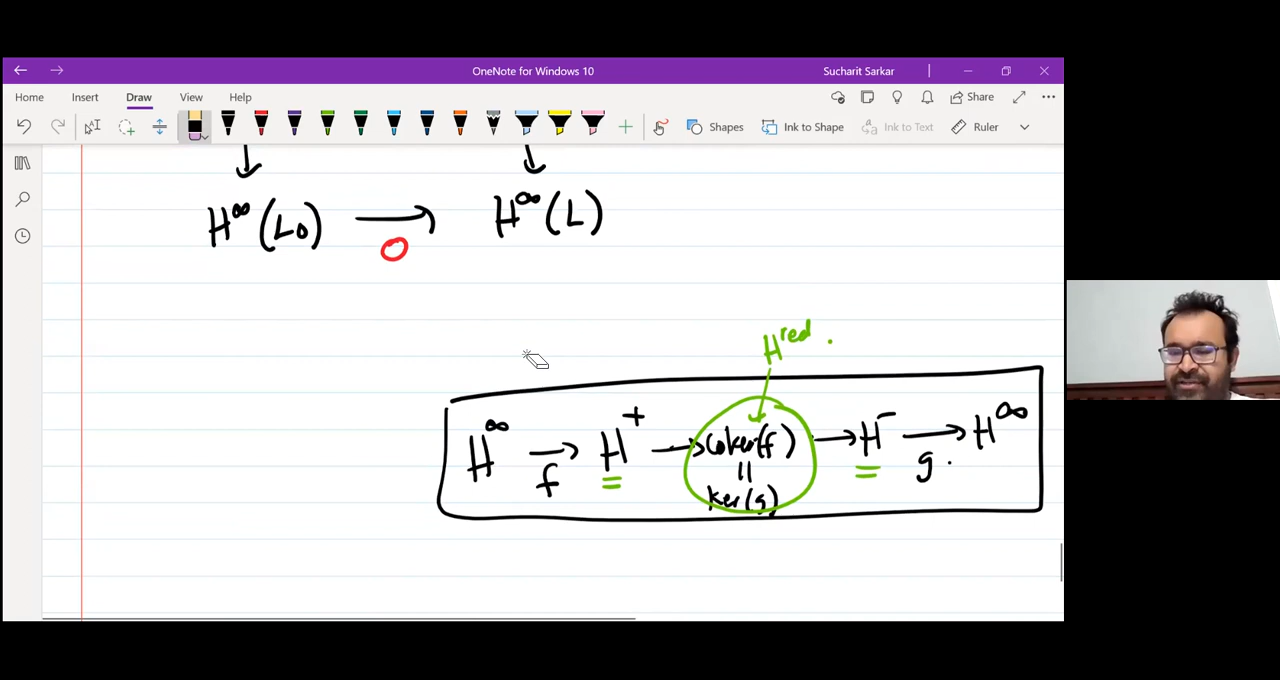 OneNote for Windows 10
Sucharit Sarkar
Home Insert Draw View Help
Share
Shapes Ink to Shape Ink to Text Ruler
H^∞(L0) → H^∞(L)
0
H^red.
H^∞ → H^+ → coker(f) → H^- → H^∞
f = || = g.
ker(g)